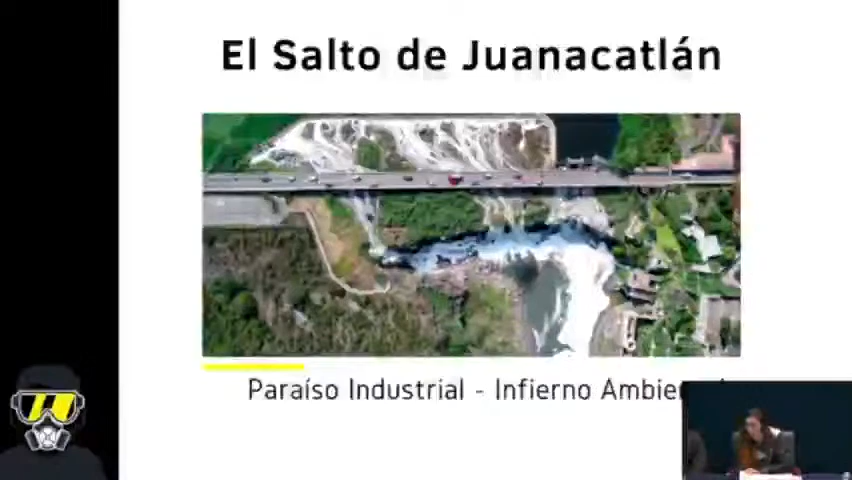 El Salto de Juanacatlán
Paraíso Industrial - Infierno